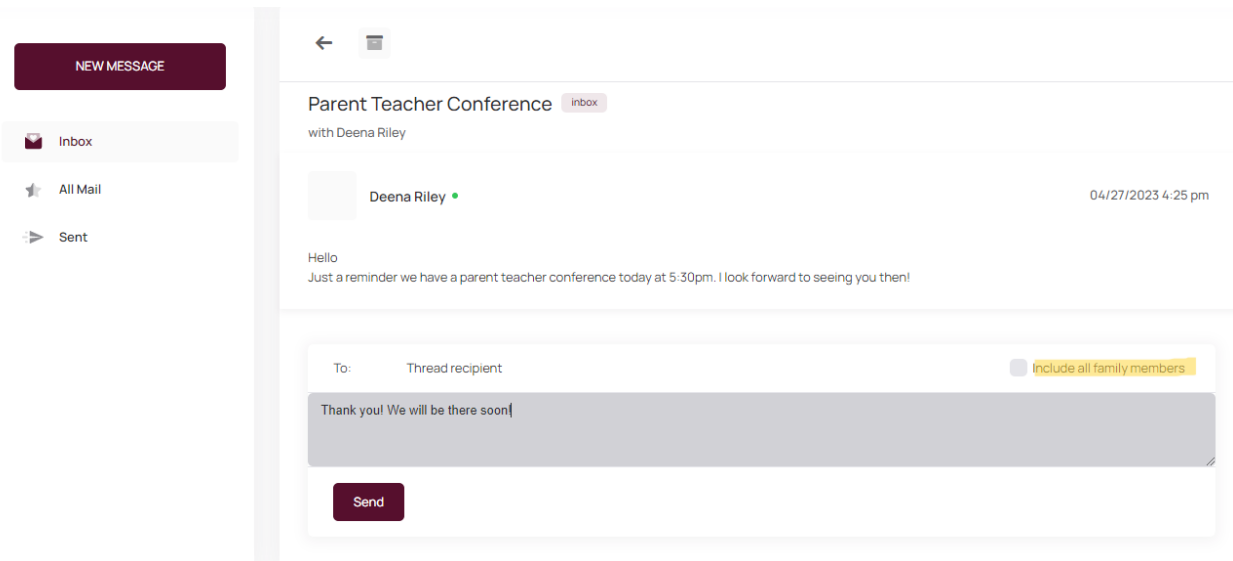 NEW MESSAGE
Inbox
All Mail
Sent
Parent Teacher Conference inbox
with Deena Riley
Deena Riley 04/27/2023 4:25 pm
Hello
Just a reminder we have a parent teacher conference today at 5:30pm. I look forward to seeing you then!
To: Thread recipient Include all family members
Thank you! We will be there soon!
Send